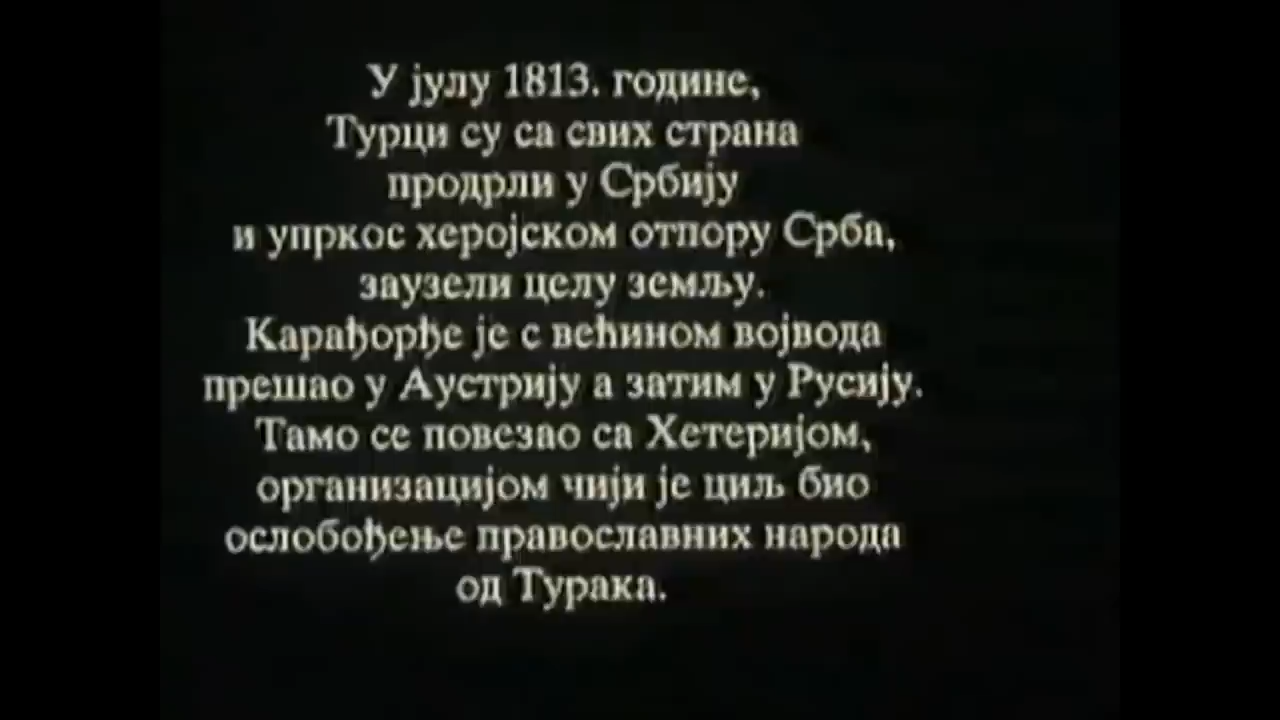 У јулу 1813. године,
Турци су са свих страна
продрли у Србију
и упркос херојском отпору Срба,
заузели целу земљу.
Карађорђе је с већином војвода
прешао у Аустрију а затим у Русију.
Тамо се повезао са Хетеријом,
организацијом чији је циљ био
ослобођење православних народа
од Турака.